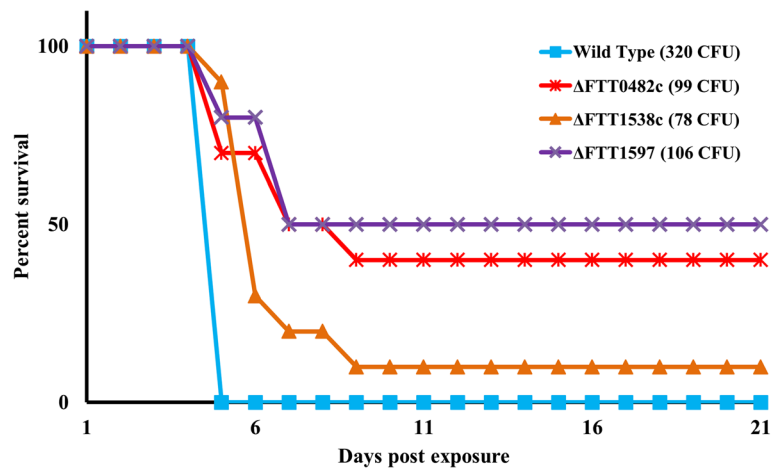 100
50
0
Percent survival
1
6
11
16
21
Days post exposure
Wild Type (320 CFU)
ΔFTT0482c (99 CFU)
ΔFTT1538c (78 CFU)
ΔFTT1597 (106 CFU)